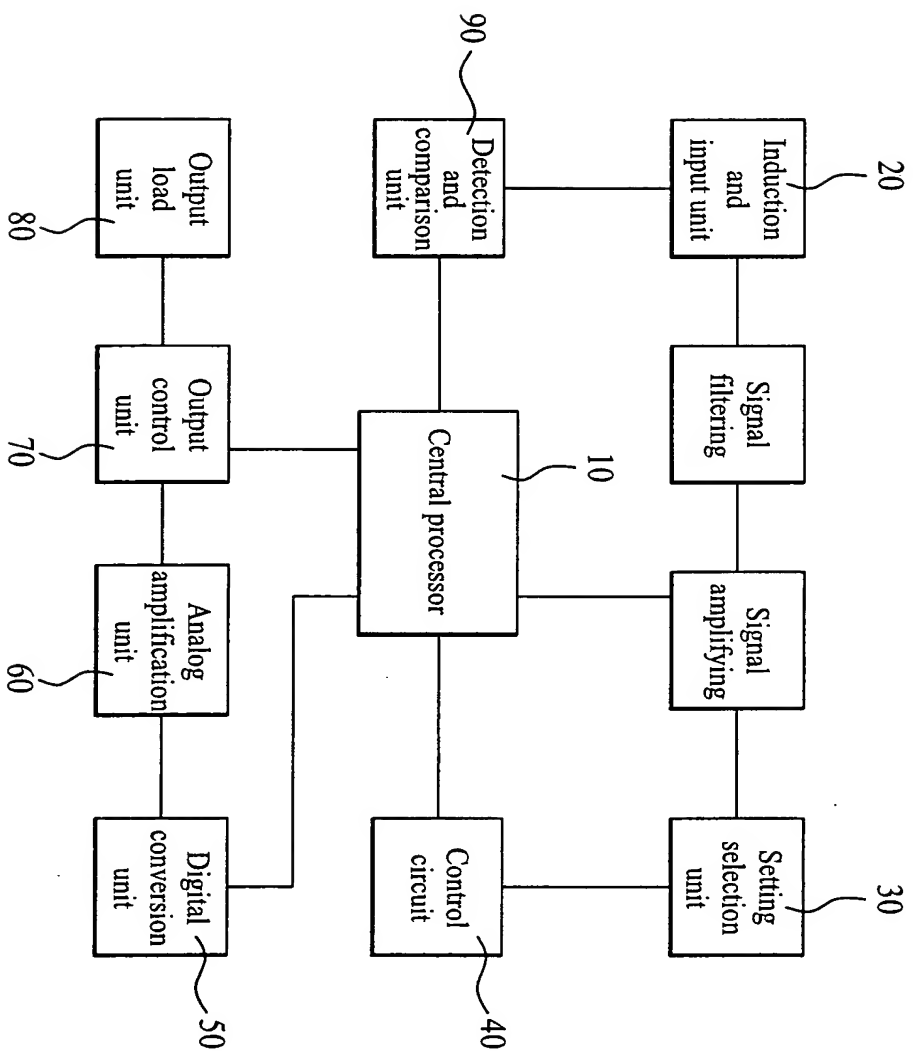 20
30
Induction
and
input unit
Signal
filtering
Signal
amplifying
Setting
selection
unit
10
90
Detection
and
comparison
unit
Central processor
Control
circuit
40
Output
load
unit
Output
control
unit
Analog
amplification
unit
Digital
conversion
unit
50
80
70
60